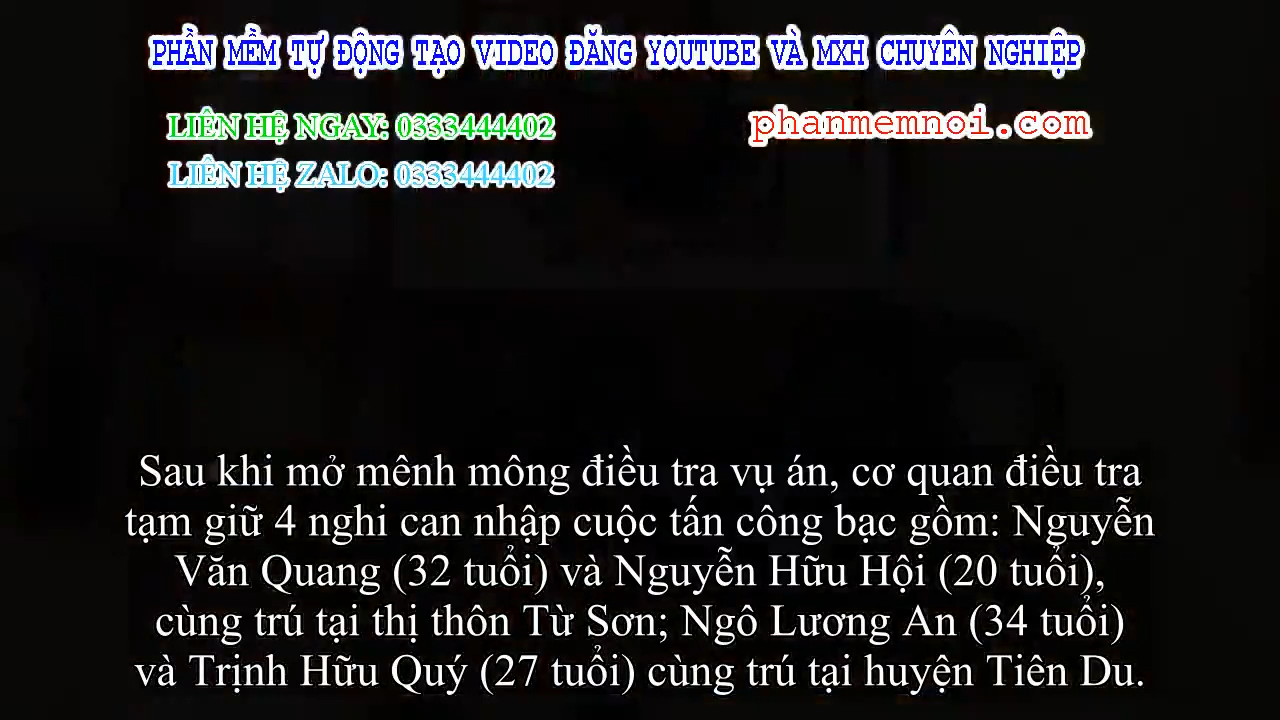 PHẦN MỀM TỰ ĐỘNG TẠO VIDEO ĐĂNG YOUTUBE VÀ MXH CHUYÊN NGHIỆP
LIÊN HỆ NGAY: 0333444402
phanmemnoi.com
LIÊN HỆ ZALO: 0333444402
Sau khi mở mênh mông điều tra vụ án, cơ quan điều tra
tạm giữ 4 nghi can nhập cuộc tấn công bạc gồm: Nguyễn
Văn Quang (32 tuổi) và Nguyễn Hữu Hội (20 tuổi),
cùng trú tại thị thôn Từ Sơn; Ngô Lương An (34 tuổi)
và Trịnh Hữu Quý (27 tuổi) cùng trú tại huyện Tiên Du.